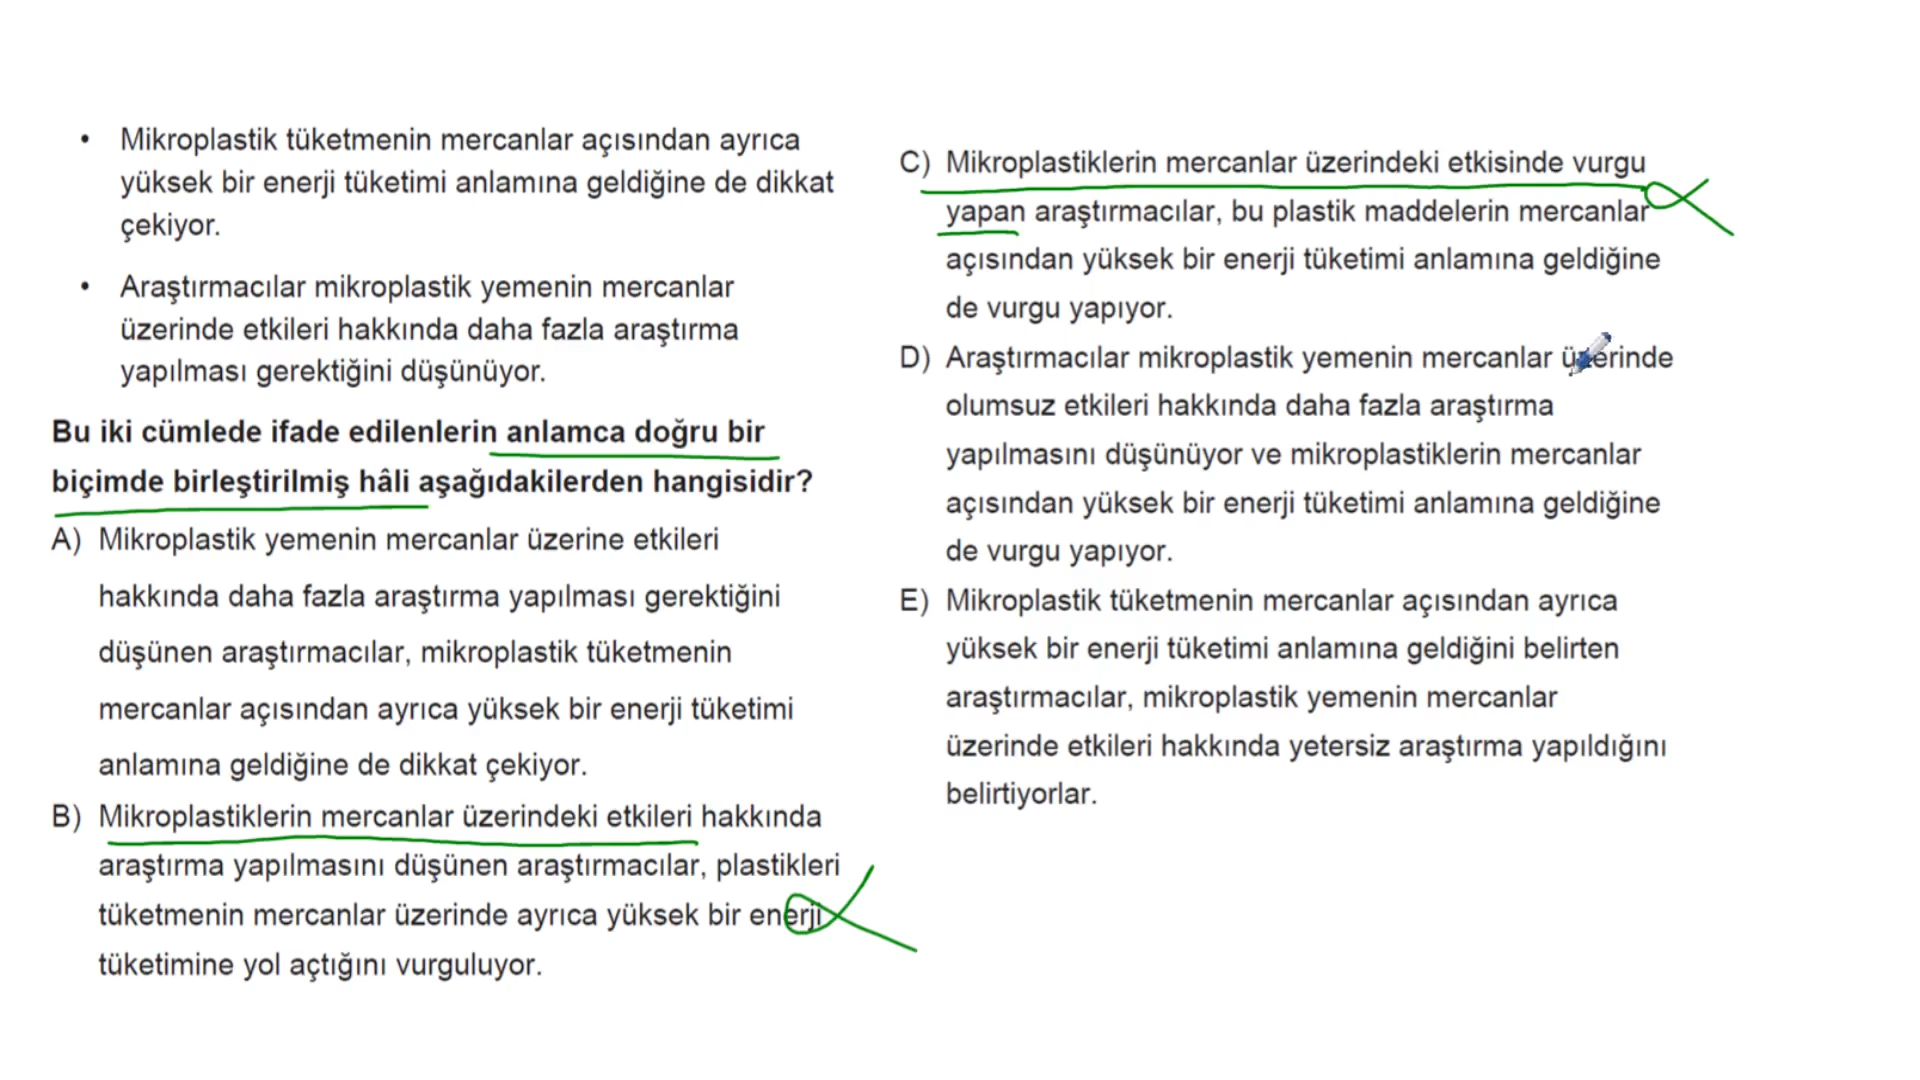 • Mikroplastik tüketmenin mercanlar açısından ayrıca
yüksek bir enerji tüketimi anlamına geldiğine de dikkat
çekiyor.
• Araştırmacılar mikroplastik yemenin mercanlar
üzerinde etkileri hakkında daha fazla araştırma
yapılması gerektiğini düşünüyor.
Bu iki cümlede ifade edilenlerin anlamca doğru bir
biçimde birleştirilmiş hâli aşağıdakilerden hangisidir?
A) Mikroplastik yemenin mercanlar üzerine etkileri
hakkında daha fazla araştırma yapılması gerektiğini
düşünen araştırmacılar, mikroplastik tüketmenin
mercanlar açısından ayrıca yüksek bir enerji tüketimi
anlamına geldiğine de dikkat çekiyor.
B) Mikroplastiklerin mercanlar üzerindeki etkileri hakkında
araştırma yapılmasını düşünen araştırmacılar, plastikleri
tüketmenin mercanlar üzerinde ayrıca yüksek bir enerji
tüketimine yol açtığını vurguluyor.
C) Mikroplastiklerin mercanlar üzerindeki etkisinde vurgu
yapan araştırmacılar, bu plastik maddelerin mercanlar
açısından yüksek bir enerji tüketimi anlamına geldiğine
de vurgu yapıyor.
D) Araştırmacılar mikroplastik yemenin mercanlar üzerinde
olumsuz etkileri hakkında daha fazla araştırma
yapılmasını düşünüyor ve mikroplastiklerin mercanlar
açısından yüksek bir enerji tüketimi anlamına geldiğine
de vurgu yapıyor.
E) Mikroplastik tüketmenin mercanlar açısından ayrıca
yüksek bir enerji tüketimi anlamına geldiğini belirten
araştırmacılar, mikroplastik yemenin mercanlar
üzerinde etkileri hakkında yetersiz araştırma yapıldığını
belirtiyorlar.